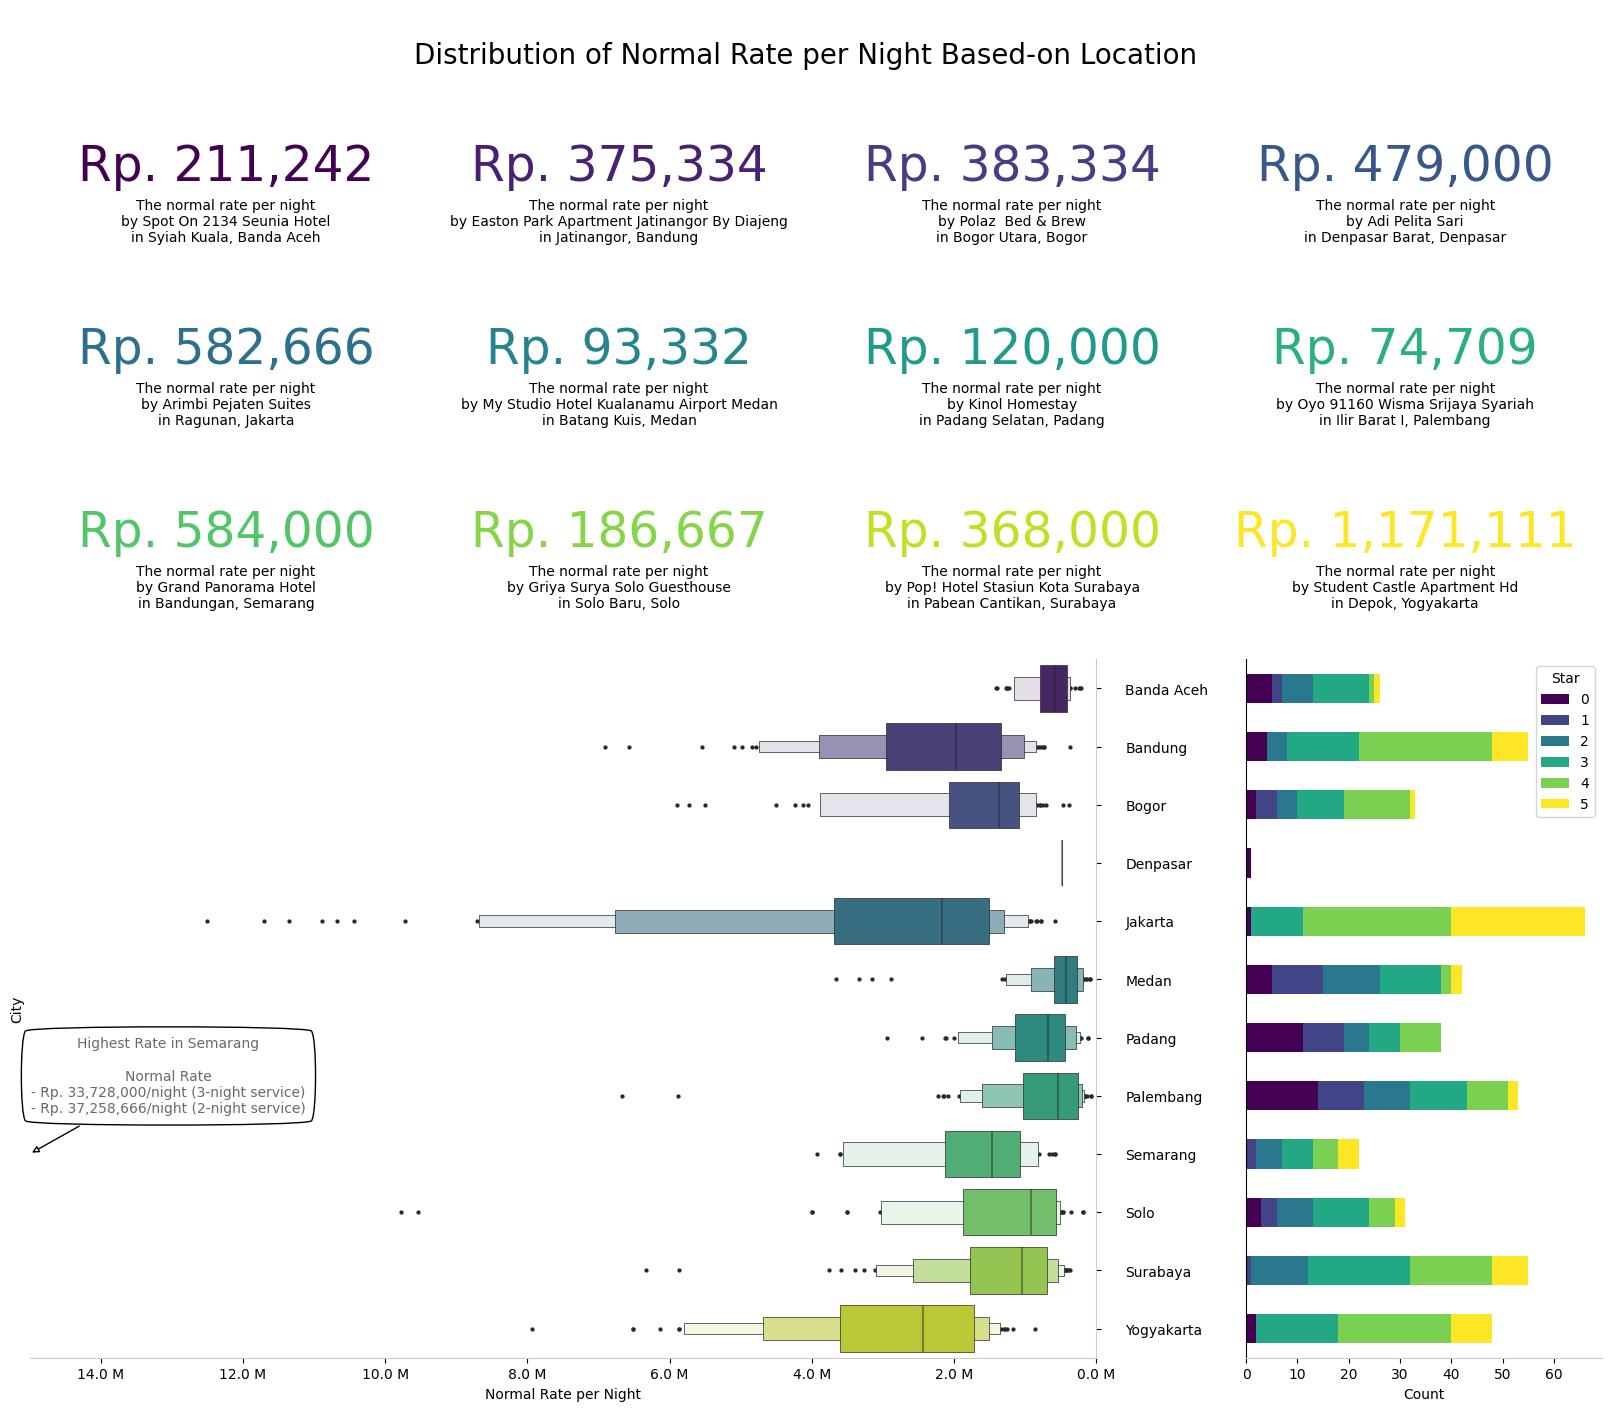 Distribution of Normal Rate per Night Based-on Location
Rp. 211,242
The normal rate per night
by Spot On 2134 Seunia Hotel
in Syiah Kuala, Banda Aceh
Rp. 375,334
The normal rate per night
by Easton Park Apartment Jatinangor By Diajeng
in Jatinangor, Bandung
Rp. 383,334
The normal rate per night
by Polaz  Bed & Brew
in Bogor Utara, Bogor
Rp. 479,000
The normal rate per night
by Adi Pelita Sari
in Denpasar Barat, Denpasar
Rp. 582,666
The normal rate per night
by Arimbi Pejaten Suites
in Ragunan, Jakarta
Rp. 93,332
The normal rate per night
by My Studio Hotel Kualanamu Airport Medan
in Batang Kuis, Medan
Rp. 120,000
The normal rate per night
by Kinol Homestay
in Padang Selatan, Padang
Rp. 74,709
The normal rate per night
by Oyo 91160 Wisma Srijaya Syariah
in Ilir Barat I, Palembang
Rp. 584,000
The normal rate per night
by Grand Panorama Hotel
in Bandungan, Semarang
Rp. 186,667
The normal rate per night
by Griya Surya Solo Guesthouse
in Solo Baru, Solo
Rp. 368,000
The normal rate per night
by Pop! Hotel Stasiun Kota Surabaya
in Pabean Cantikan, Surabaya
Rp. 1,171,111
The normal rate per night
by Student Castle Apartment Hd
in Depok, Yogyakarta
City
Highest Rate in Semarang
Normal Rate
- Rp. 33,728,000/night (3-night service)
- Rp. 37,258,666/night (2-night service)
Banda Aceh
Bandung
Bogor
Denpasar
Jakarta
Medan
Padang
Palembang
Semarang
Solo
Surabaya
Yogyakarta
14.0 M 12.0 M 10.0 M 8.0 M 6.0 M 4.0 M 2.0 M 0.0 M
Normal Rate per Night
Star
0
1
2
3
4
5
0 10 20 30 40 50 60
Count